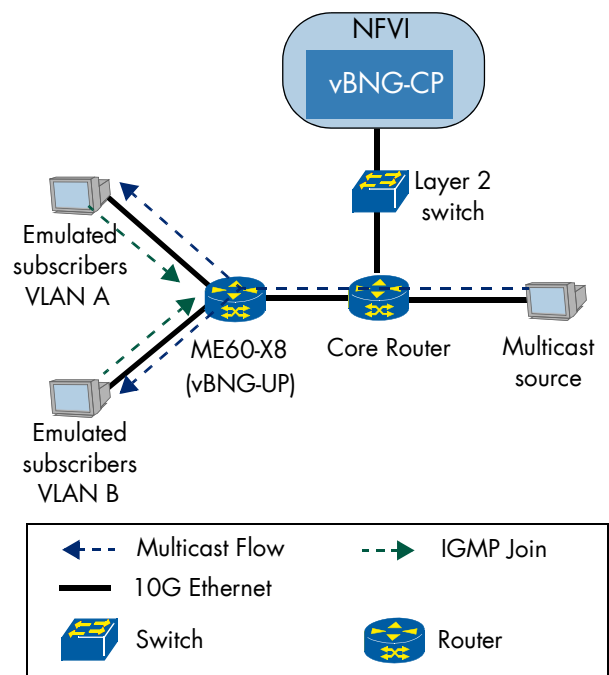 NFVI
vBNG-CP
Layer 2
switch
Emulated
subscribers
VLAN A
ME60-X8
(vBNG-UP)
Core Router
Multicast
source
Emulated
subscribers
VLAN B
Multicast Flow
IGMP Join
10G Ethernet
Switch
Router